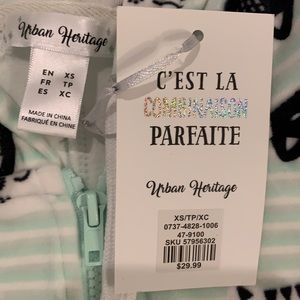 Urban Heritage
EN XS
FR TP
ES XC
MADE IN CHINA
FABRIQUÉ EN CHINE
C'EST LA
COMBINAISON
PARFAITE
Urban Heritage
XS/TP/XC
0737-4828-1006
47-9100
SKU 57956302
$29.99